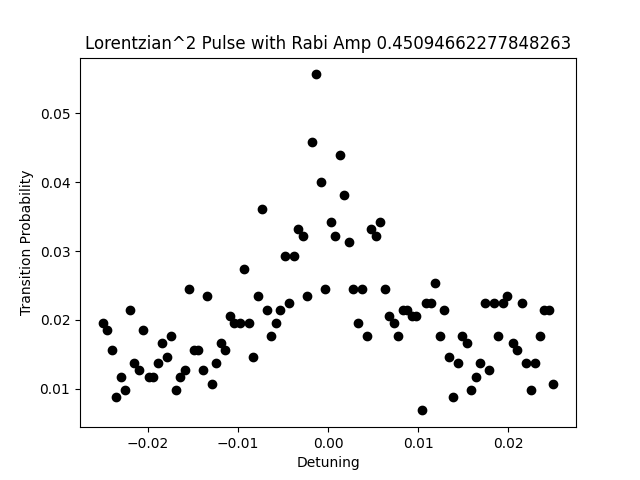 Lorentzian^2 Pulse with Rabi Amp 0.45094662277848263
0.05
0.04
0.03
0.02
0.01
Transition Probability
−0.02 −0.01 0.00 0.01 0.02
Detuning